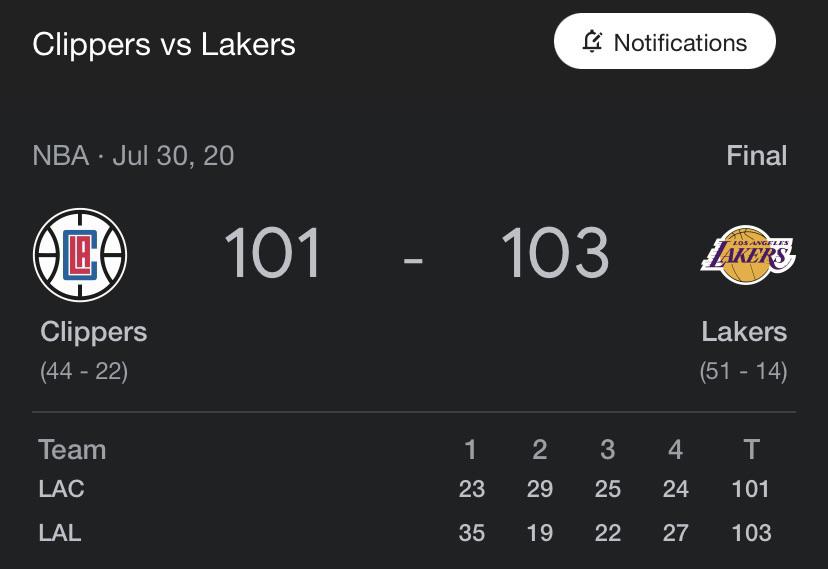 Clippers vs Lakers Notifications
NBA · Jul 30, 20 Final
LA 101 - 103 LOS ANGELES LAKERS
Clippers Lakers
(44 - 22) (51 - 14)
Team 1 2 3 4 T
LAC 23 29 25 24 101
LAL 35 19 22 27 103